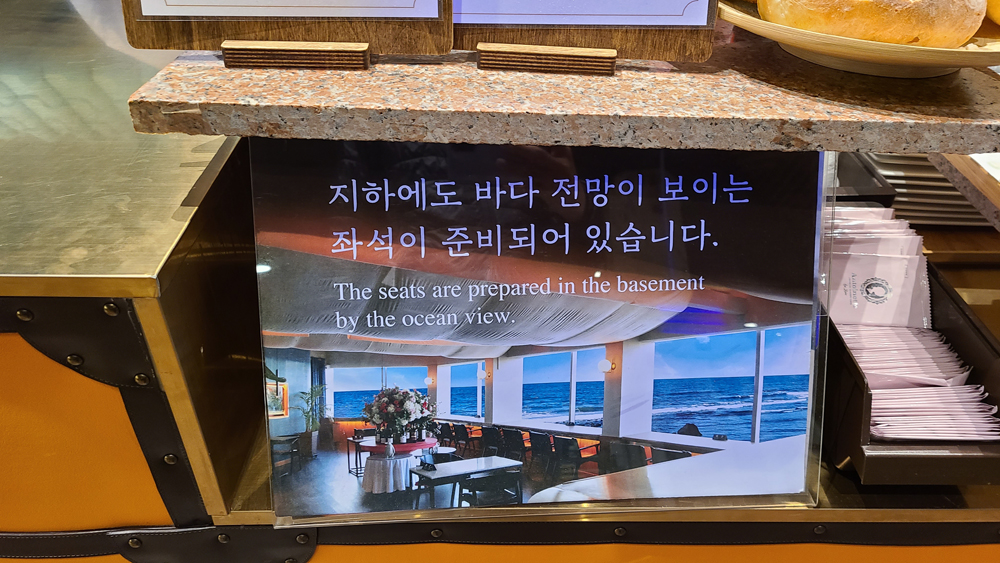 지하에도 바다 전망이 보이는
좌석이 준비되어 있습니다.
The seats are prepared in the basement
by the ocean view.